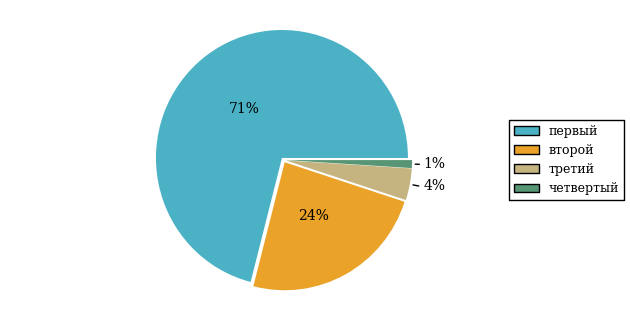 71%
1%
4%
24%
первый
второй
третий
четвертый